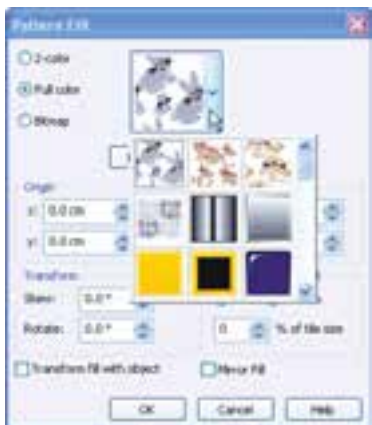 Pattern Fill
2-color
Full color
Bitmap
Origin
x: 0.0 cm
y: 0.0 cm
Transform
Skew: 0.0 °
Rotate: 0.0 °
0 % of tile size
Transform fill with object
Mirror Fill
OK Cancel Help